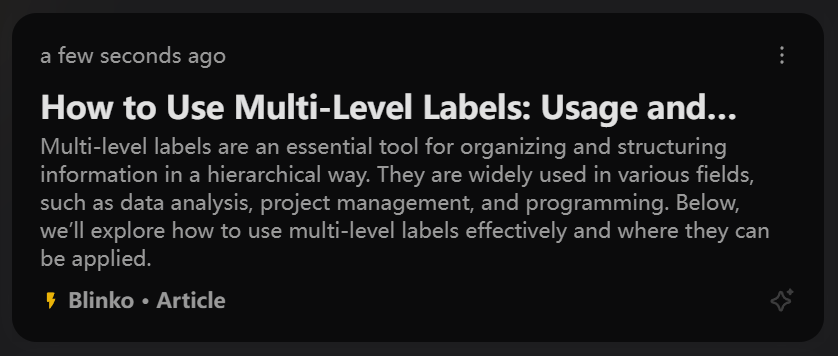 a few seconds ago
How to Use Multi-Level Labels: Usage and...
Multi-level labels are an essential tool for organizing and structuring
information in a hierarchical way. They are widely used in various fields,
such as data analysis, project management, and programming. Below,
we’ll explore how to use multi-level labels effectively and where they can
be applied.
Blinko • Article